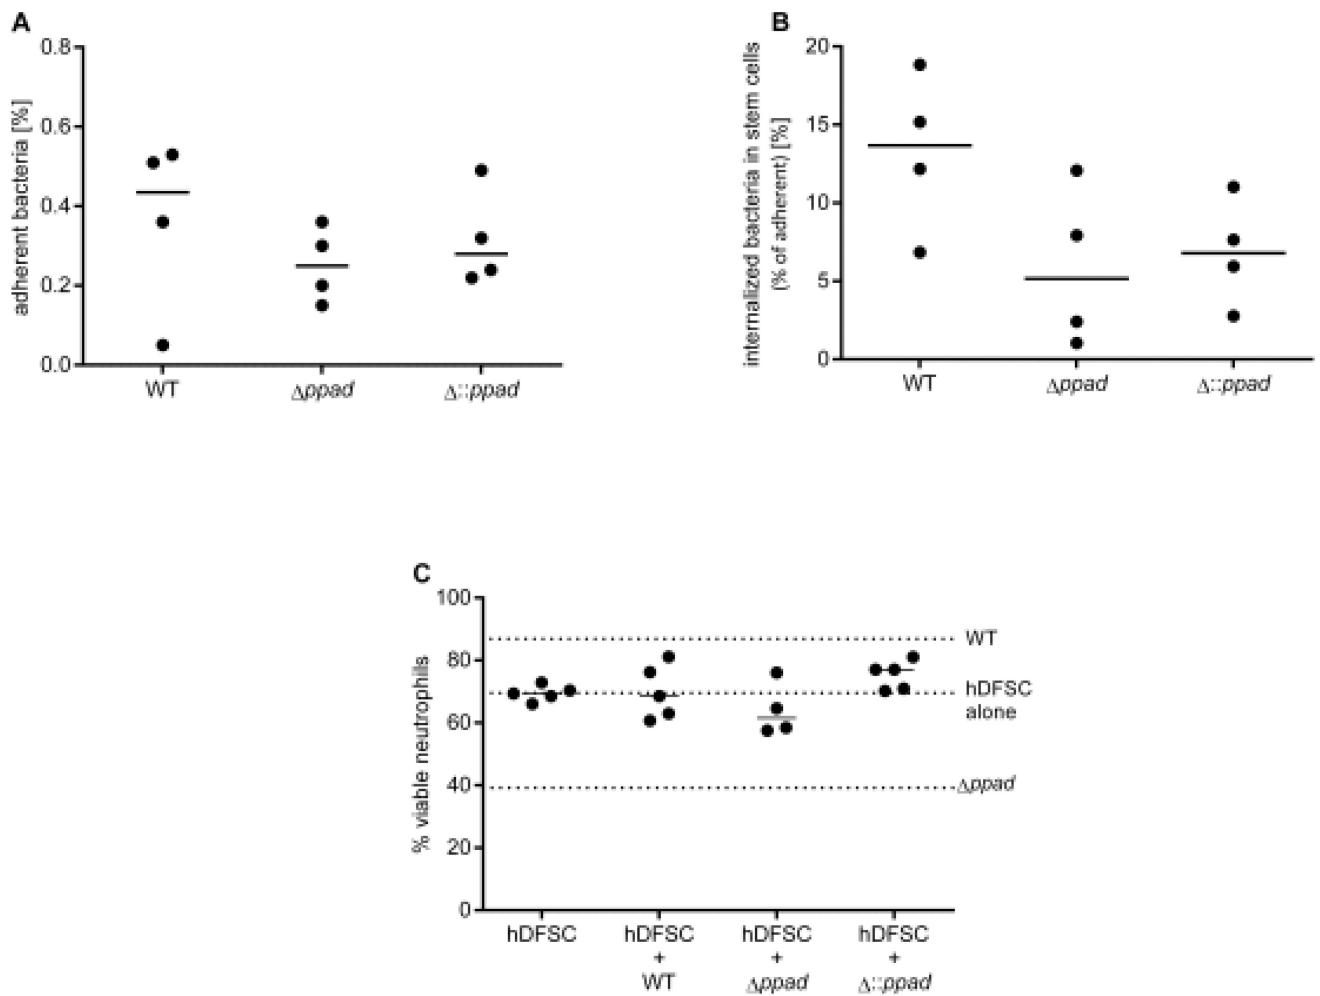 A
adherent bacteria [%]
0.8
0.6
0.4
0.2
0.0
WT
Δppad
Δ::ppad
B
internalized bacteria in stem cells
(% of adherent) [%]
20
15
10
5
0
WT
Δppad
Δ::ppad
C
% viable neutrophils
100
80
60
40
20
0
WT
hDFSC
alone
Δppad
hDFSC
hDFSC
+
WT
hDFSC
+
Δppad
hDFSC
+
Δ::ppad